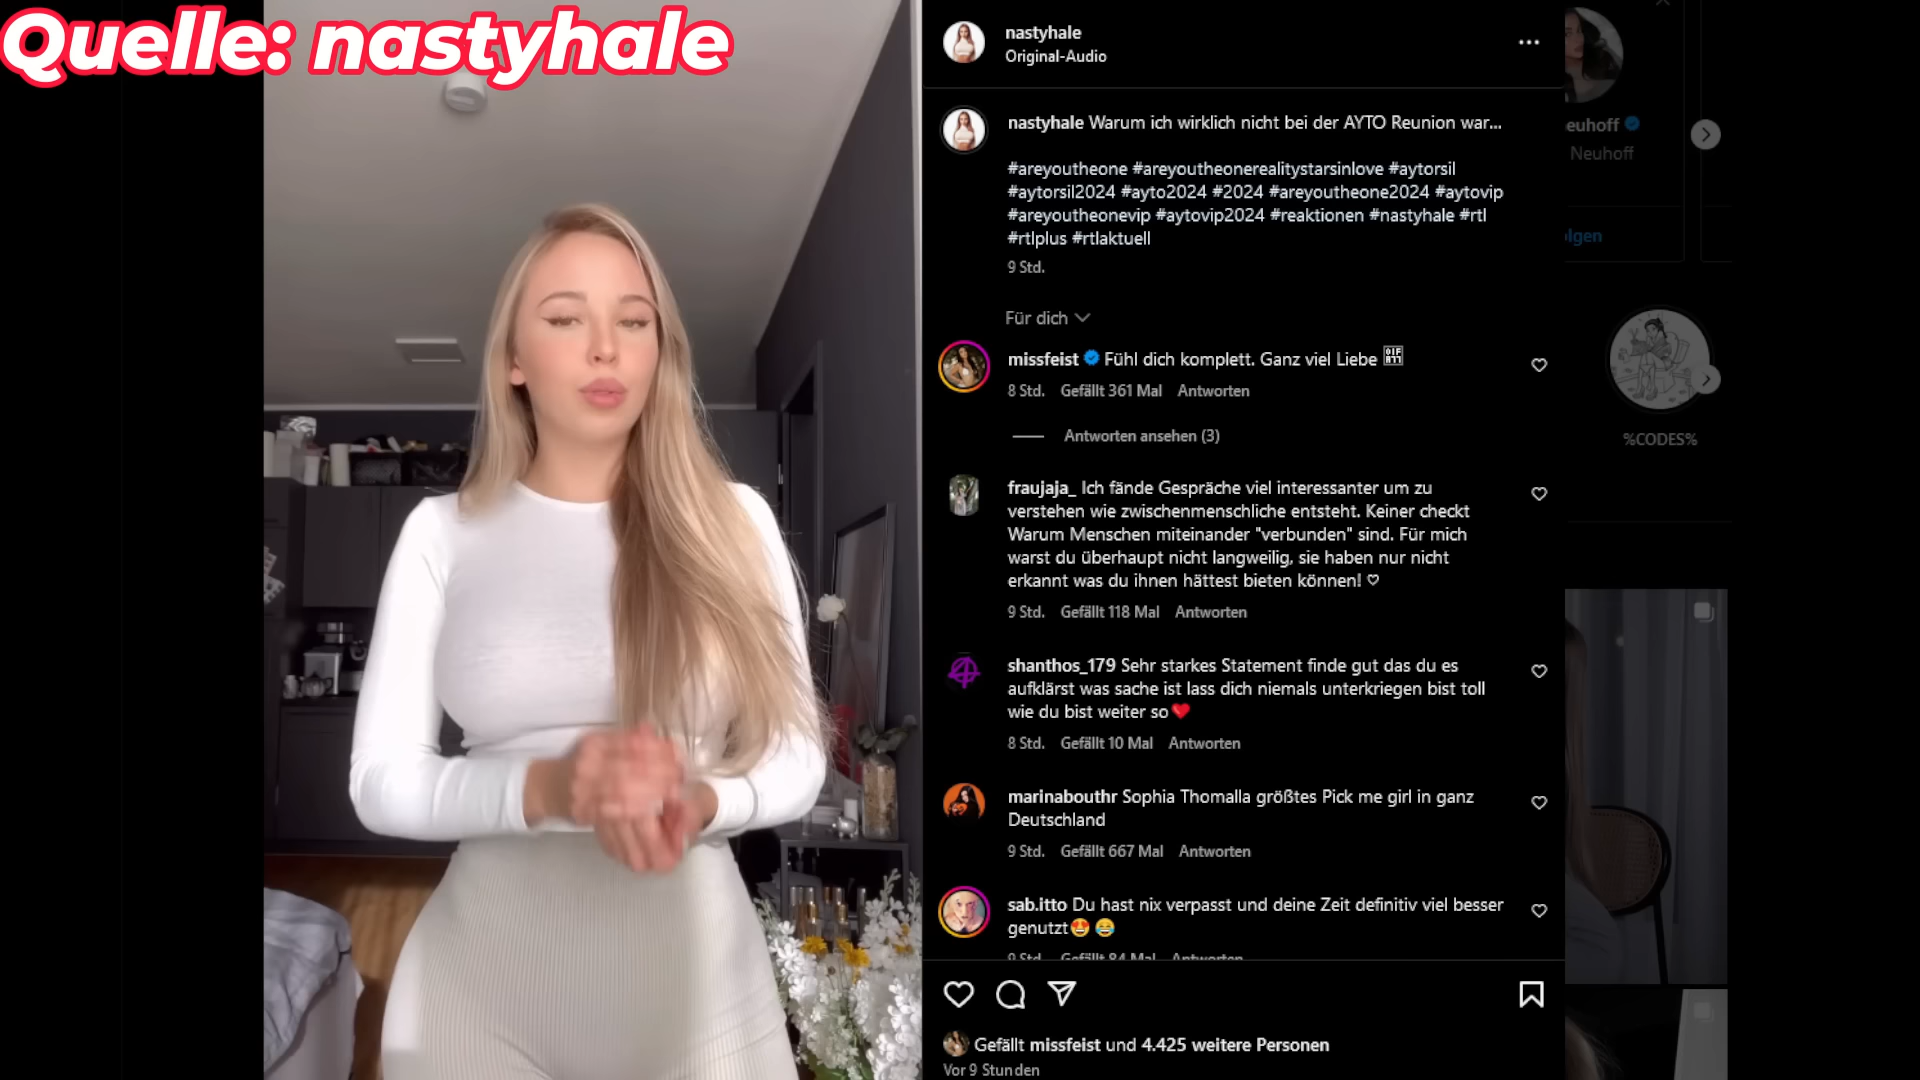 Quelle: nastyhale
nastyhale
Original-Audio
nastyhale Warum ich wirklich nicht bei der AYTO Reunion war...
#areyoutheone #areyoutheonerealitystarsinlove #aytorsil
#aytorsil2024 #ayto2024 #2024 #areyoutheone2024 #aytovip
#areyoutheonevip #aytovip2024 #reaktionen #nastyhale #rtl
#rtlplus #rtlaktuell
9 Std.
Für dich
missfeist Fühl dich komplett. Ganz viel Liebe
8 Std. Gefällt 361 Mal Antworten
Antworten ansehen (3)
fraujaja_ Ich fände Gespräche viel interessanter um zu
verstehen wie zwischenmenschliche entsteht. Keiner checkt
Warum Menschen miteinander "verbunden" sind. Für mich
warst du überhaupt nicht langweilig, sie haben nur nicht
erkannt was du ihnen hättest bieten können! ♡
9 Std. Gefällt 118 Mal Antworten
shanthos_179 Sehr starkes Statement finde gut das du es
aufklärst was sache ist lass dich niemals unterkriegen bist toll
wie du bist weiter so❤️
8 Std. Gefällt 10 Mal Antworten
marinabouthr Sophia Thomalla größtes Pick me girl in ganz
Deutschland
9 Std. Gefällt 667 Mal Antworten
sab.itto Du hast nix verpasst und deine Zeit definitiv viel besser
genutzt😍 😂
9 Std. Gefällt 84 Mal Antworten
Gefällt missfeist und 4.425 weitere Personen
Vor 9 Stunden
euhoff
Neuhoff
lgen
%CODES%